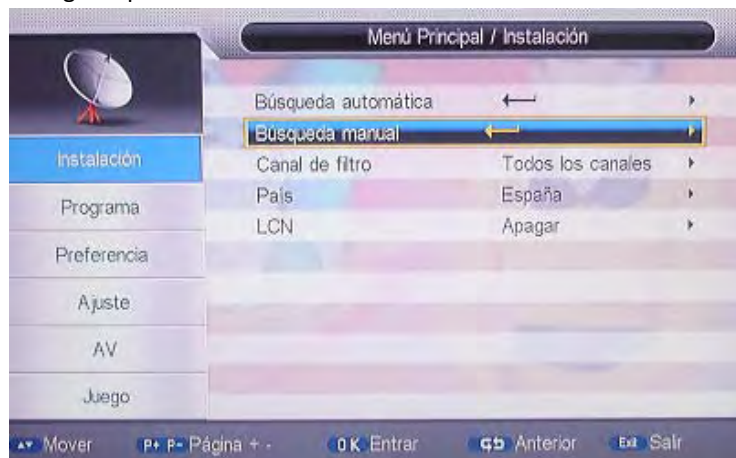 Menú Principal / Instalación
Búsqueda automática
Búsqueda manual
Canal de filtro Todos los canales
País España
LCN Apagar
Instalación
Programa
Preferencia
Ajuste
AV
Juego
Mover P+ P- Página + - OK Entrar Anterior Exit Salir